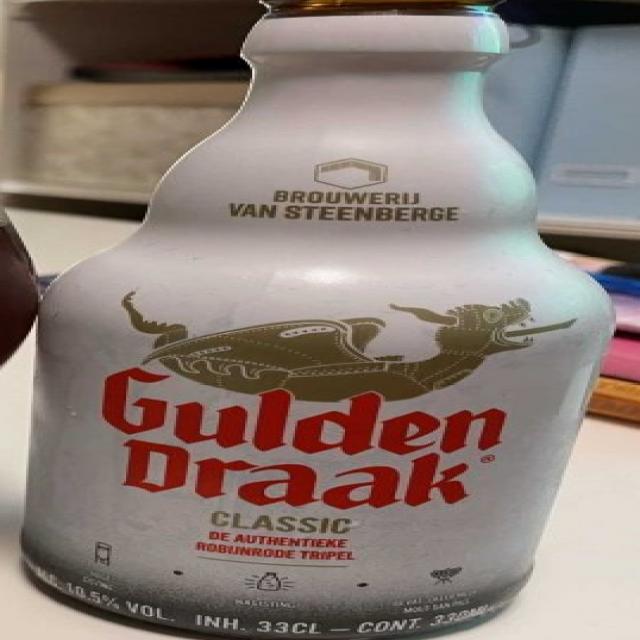 BROUWERIJ
VAN STEENBERGE
Gulden
Draak®
CLASSIC
DE AUTHENTIEKE
ROBIJNRODE TRIPEL
10.5% VOL. INH. 33CL – CONT.